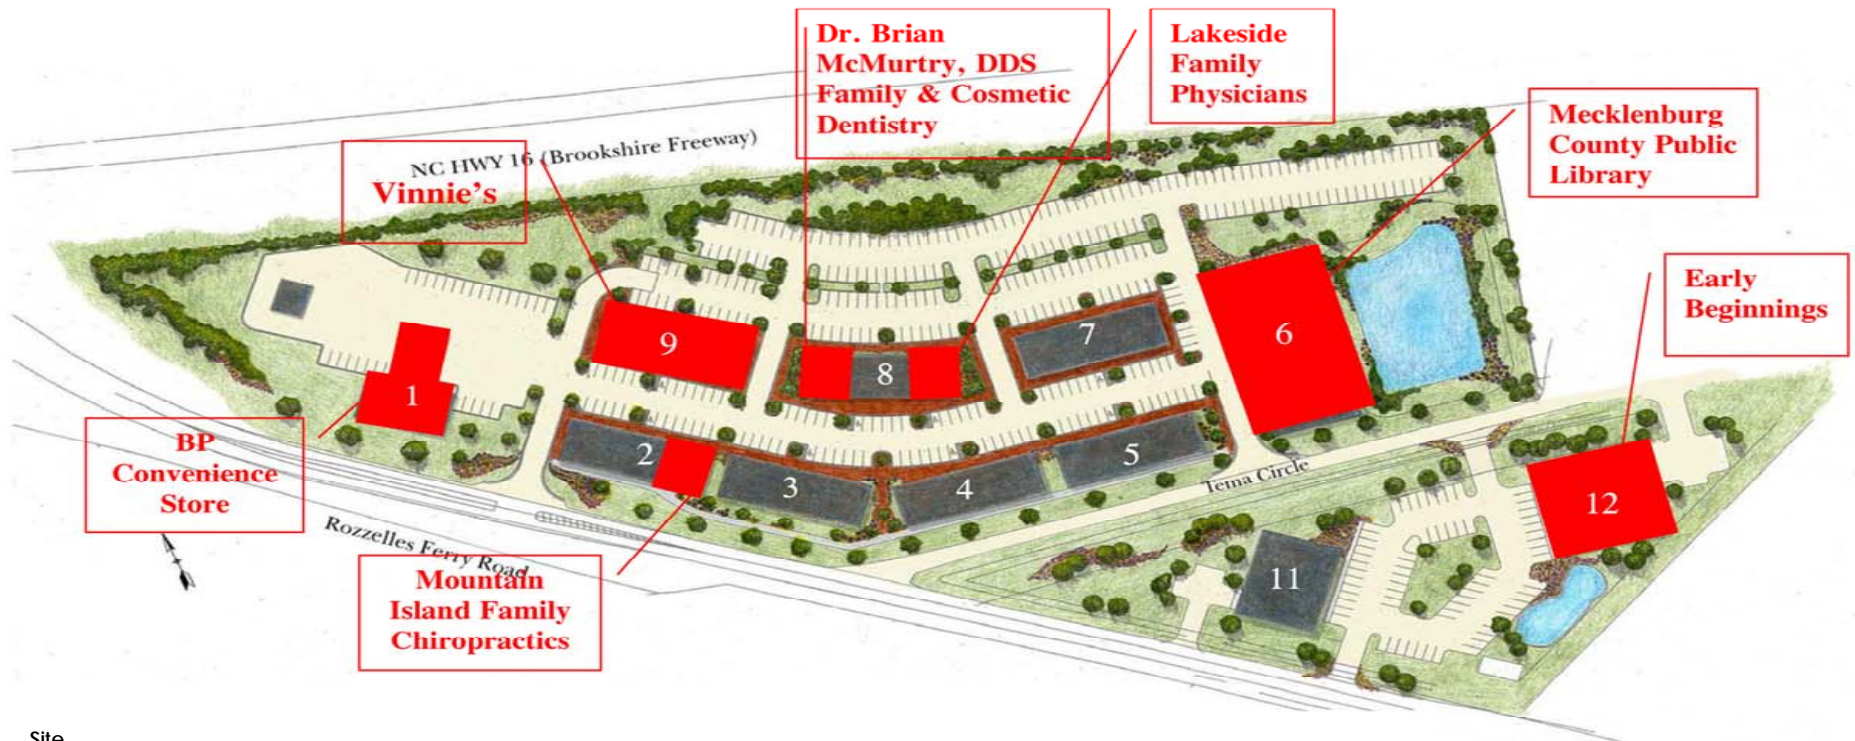 Dr. Brian
McMurtry, DDS
Family & Cosmetic
Dentistry
Lakeside
Family
Physicians
Mecklenburg
County Public
Library
NC HWY 16 (Brookshire Freeway)
Vinnie's
Early
Beginnings
9
8
7
6
1
2
3
4
5
BP
Convenience
Store
Tema Circle
12
11
Rozzelles Ferry Road
Mountain
Island Family
Chiropractics
Site